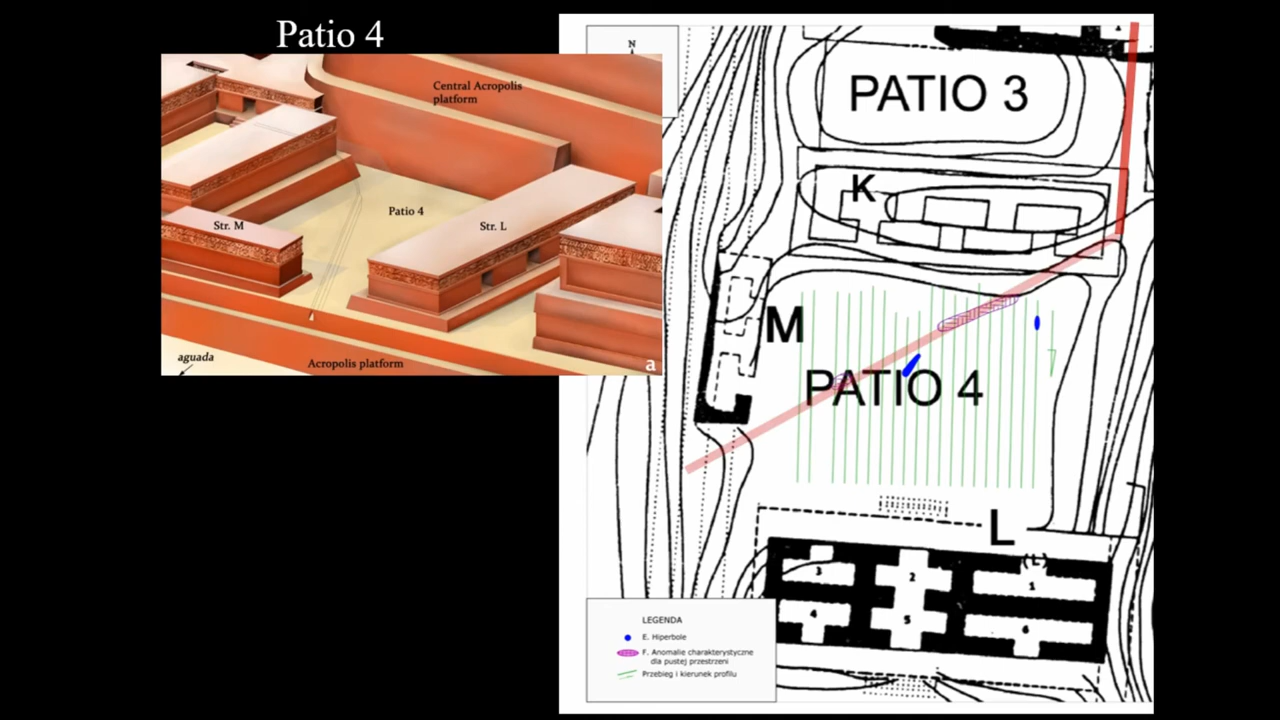 Patio 4
Central Acropolis
platform
Patio 4
Str. M
Str. L
aguada
Acropolis platform
a
N
PATIO 3
K
M
PATIO 4
L
(L)
3
2
1
4
5
6
LEGENDA
E. Hiperbole
F. Anomalie charakterystyczne
dla pustej przestrzeni
Przebieg i kierunek profilu